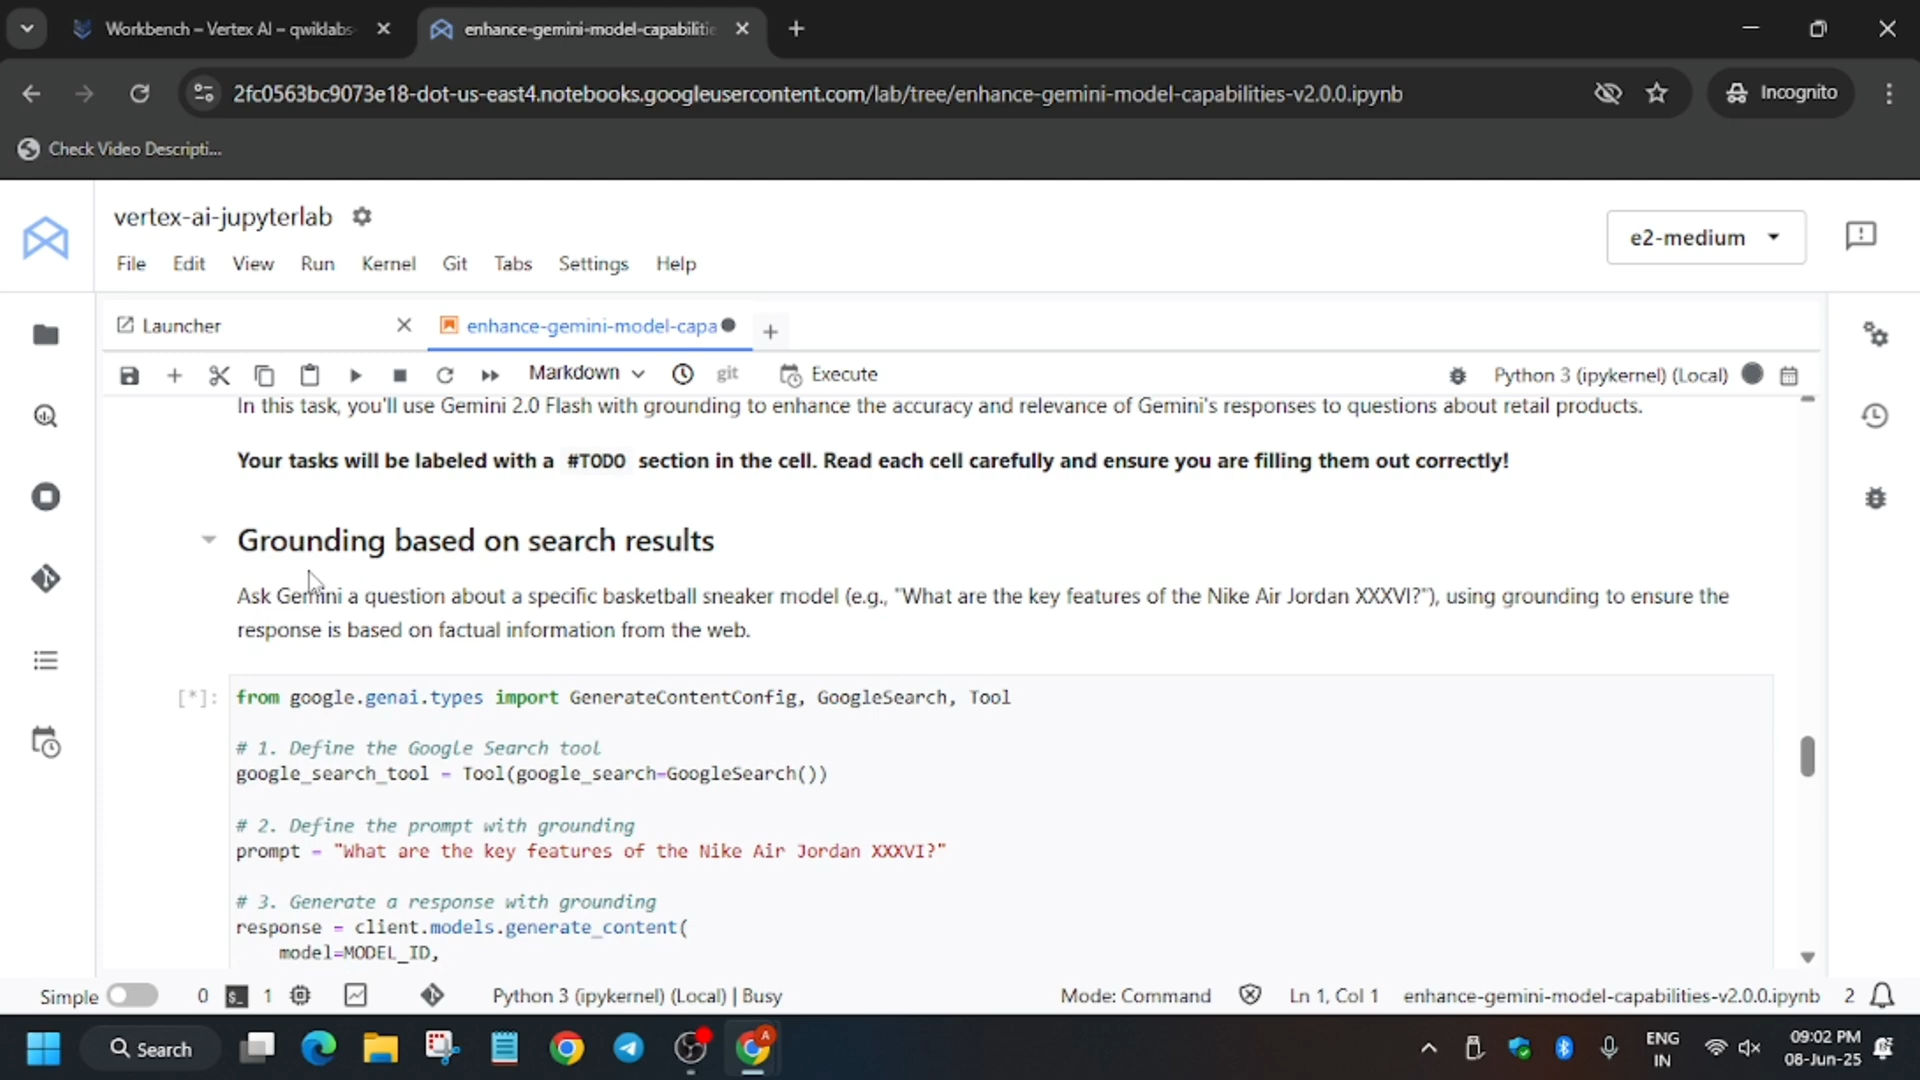 Workbench – Vertex AI – qwiklabs-
enhance-gemini-model-capabilitie
2fc0563bc9073e18-dot-us-east4.notebooks.googleusercontent.com/lab/tree/enhance-gemini-model-capabilities-v2.0.0.ipynb
Incognito
Check Video Descripti...
vertex-ai-jupyterlab
e2-medium
File Edit View Run Kernel Git Tabs Settings Help
Launcher
enhance-gemini-model-capa
Markdown
git
Execute
Python 3 (ipykernel) (Local)
In this task, you'll use Gemini 2.0 Flash with grounding to enhance the accuracy and relevance of Gemini's responses to questions about retail products.
Your tasks will be labeled with a #TODO section in the cell. Read each cell carefully and ensure you are filling them out correctly!
Grounding based on search results
Ask Gemini a question about a specific basketball sneaker model (e.g., "What are the key features of the Nike Air Jordan XXXVI?"), using grounding to ensure the
response is based on factual information from the web.
[*]: from google.genai.types import GenerateContentConfig, GoogleSearch, Tool
# 1. Define the Google Search tool
google_search_tool = Tool(google_search=GoogleSearch())
# 2. Define the prompt with grounding
prompt = "What are the key features of the Nike Air Jordan XXXVI?"
# 3. Generate a response with grounding
response = client.models.generate_content(
model=MODEL_ID,
Simple 0 1 Python 3 (ipykernel) (Local) | Busy Mode: Command Ln 1, Col 1 enhance-gemini-model-capabilities-v2.0.0.ipynb 2
Search
A
ENG
IN
09:02 PM
08-Jun-25